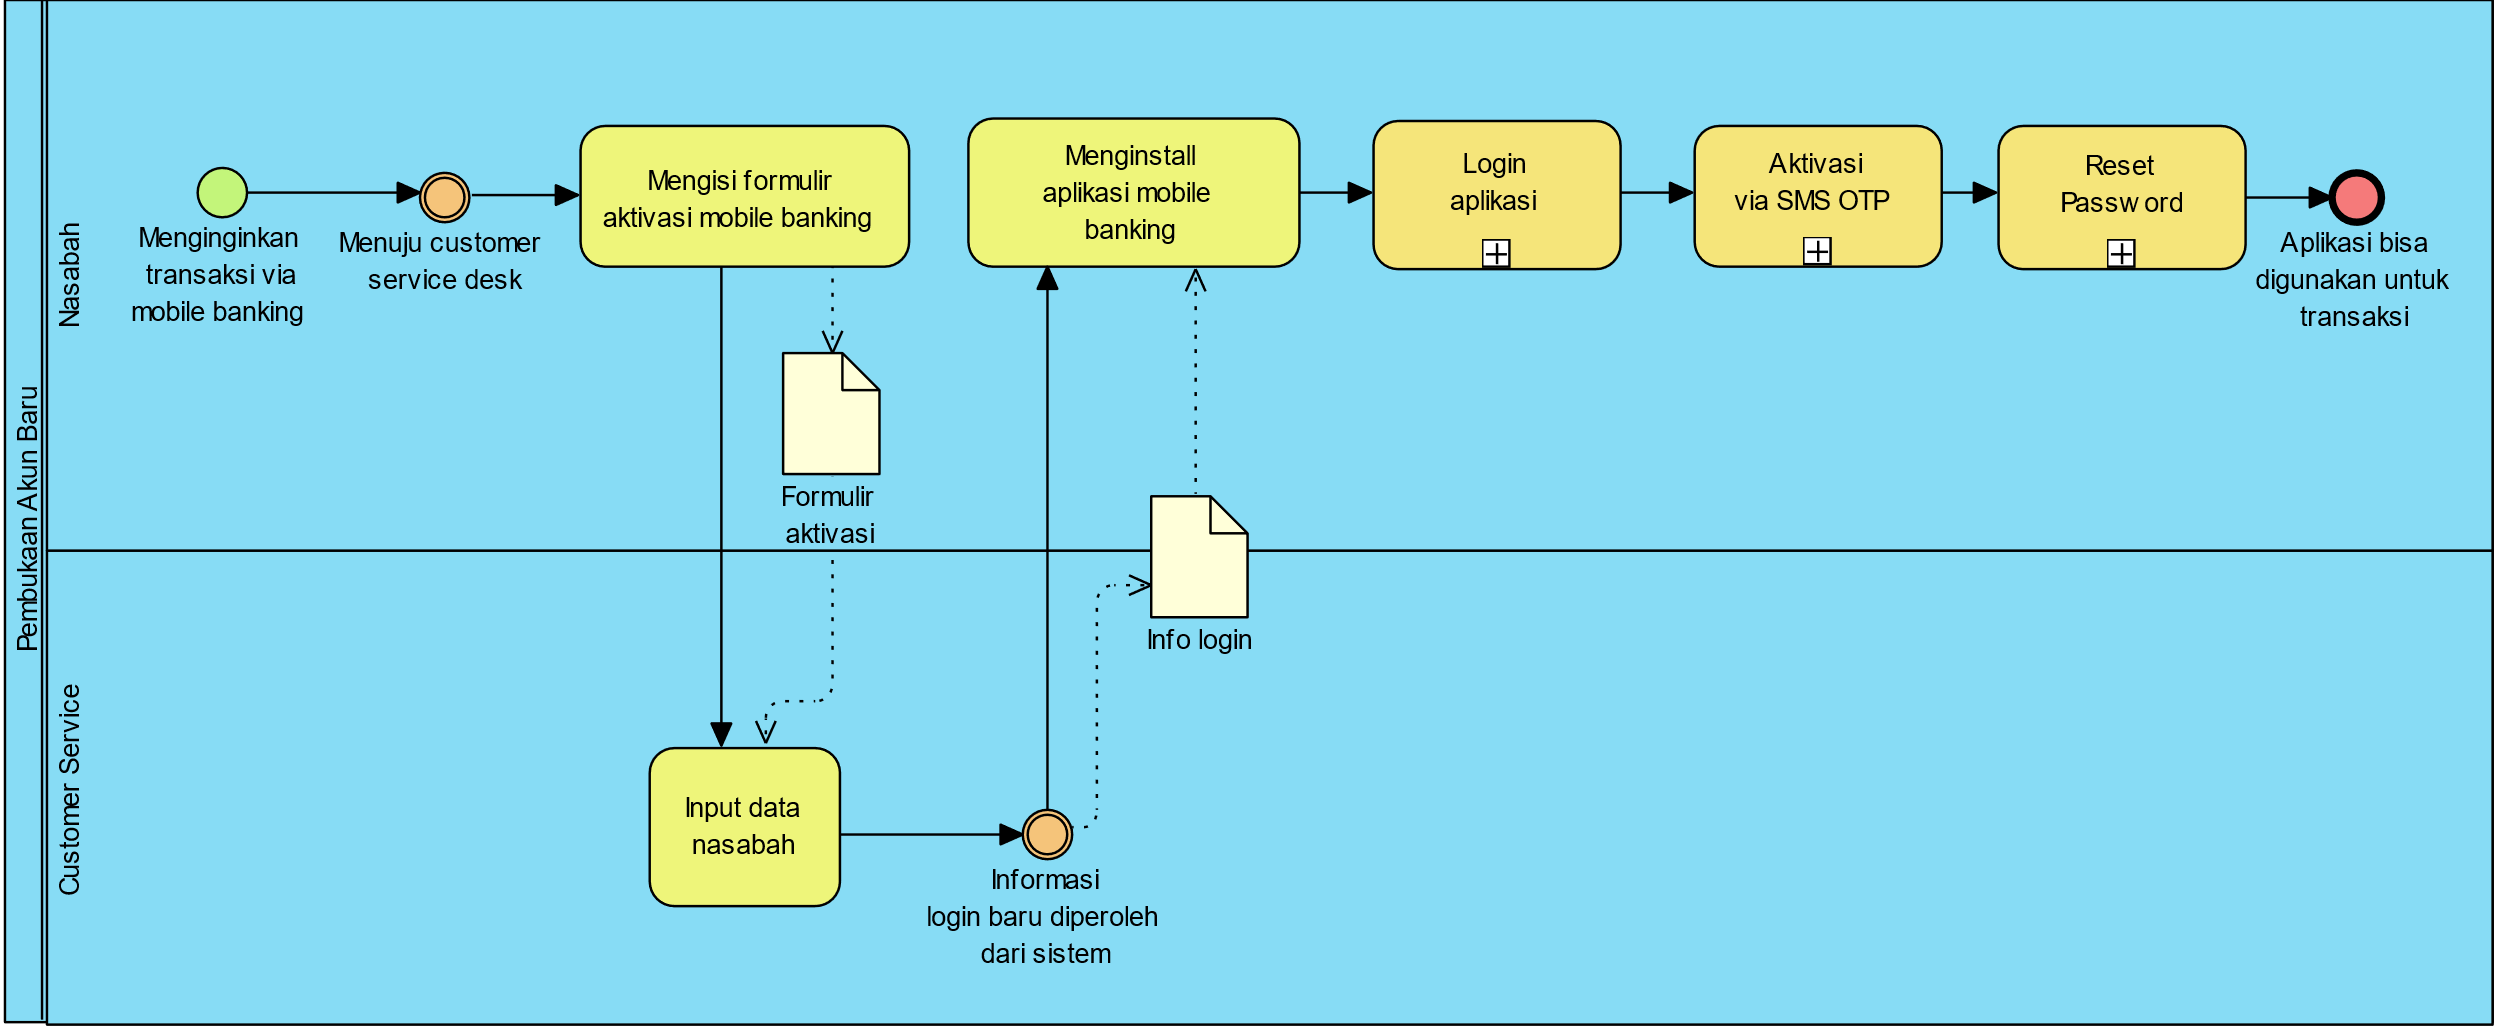 Pembukaan Akun Baru
Nasabah
Menginginkan
transaksi via
mobile banking
Menuju customer
service desk
Mengisi formulir
aktivasi mobile banking
Formulir
aktivasi
Menginstall
aplikasi mobile
banking
Login
aplikasi
Aktivasi
via SMS OTP
Reset
Password
Aplikasi bisa
digunakan untuk
transaksi
Info login
Customer Service
Input data
nasabah
Informasi
login baru diperoleh
dari sistem